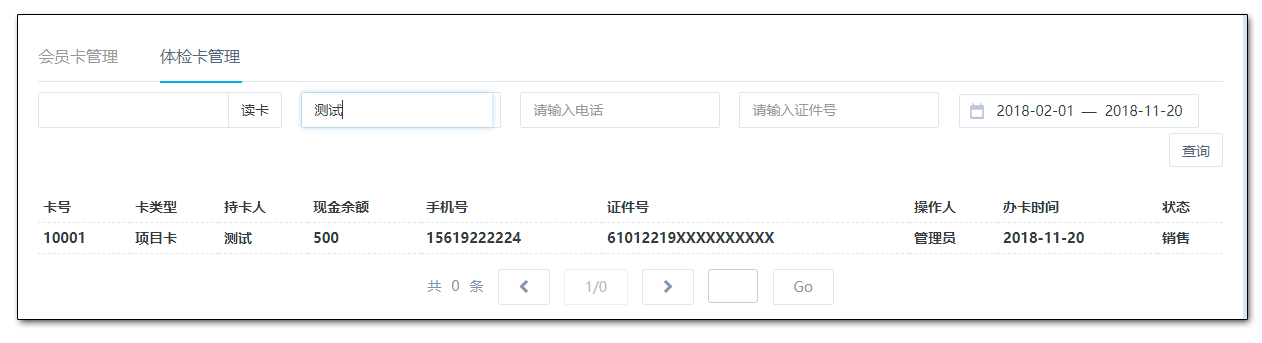 会员卡管理 体检卡管理
读卡 测试 请输入电话 请输入证件号 2018-02-01 — 2018-11-20
查询
卡号 卡类型 持卡人 现金余额 手机号 证件号 操作人 办卡时间 状态
10001 项目卡 测试 500 15619222224 61012219XXXXXXXXXX 管理员 2018-11-20 销售
共 0 条 1/0 Go